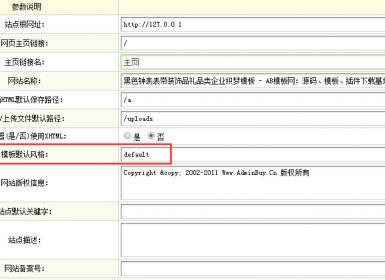 参数说明
站点根网址: http://127.0.0.1
网页主页链接: /
主页链接名: 主页
网站名称: 黑色钟表表带装饰品礼品类企业织梦模板 - AB模板网: 源码、模板、插件下载基
HTML默认保存路径: /a
/上传文件默认路径: /uploads
(是/否)使用XHTML: 是 否
模板默认风格: default
网站版权信息: Copyright &copy; 2002-2011 Www.AdminBuy.Cn 版权所有
站点默认关键字:
站点描述:
网站备案号: